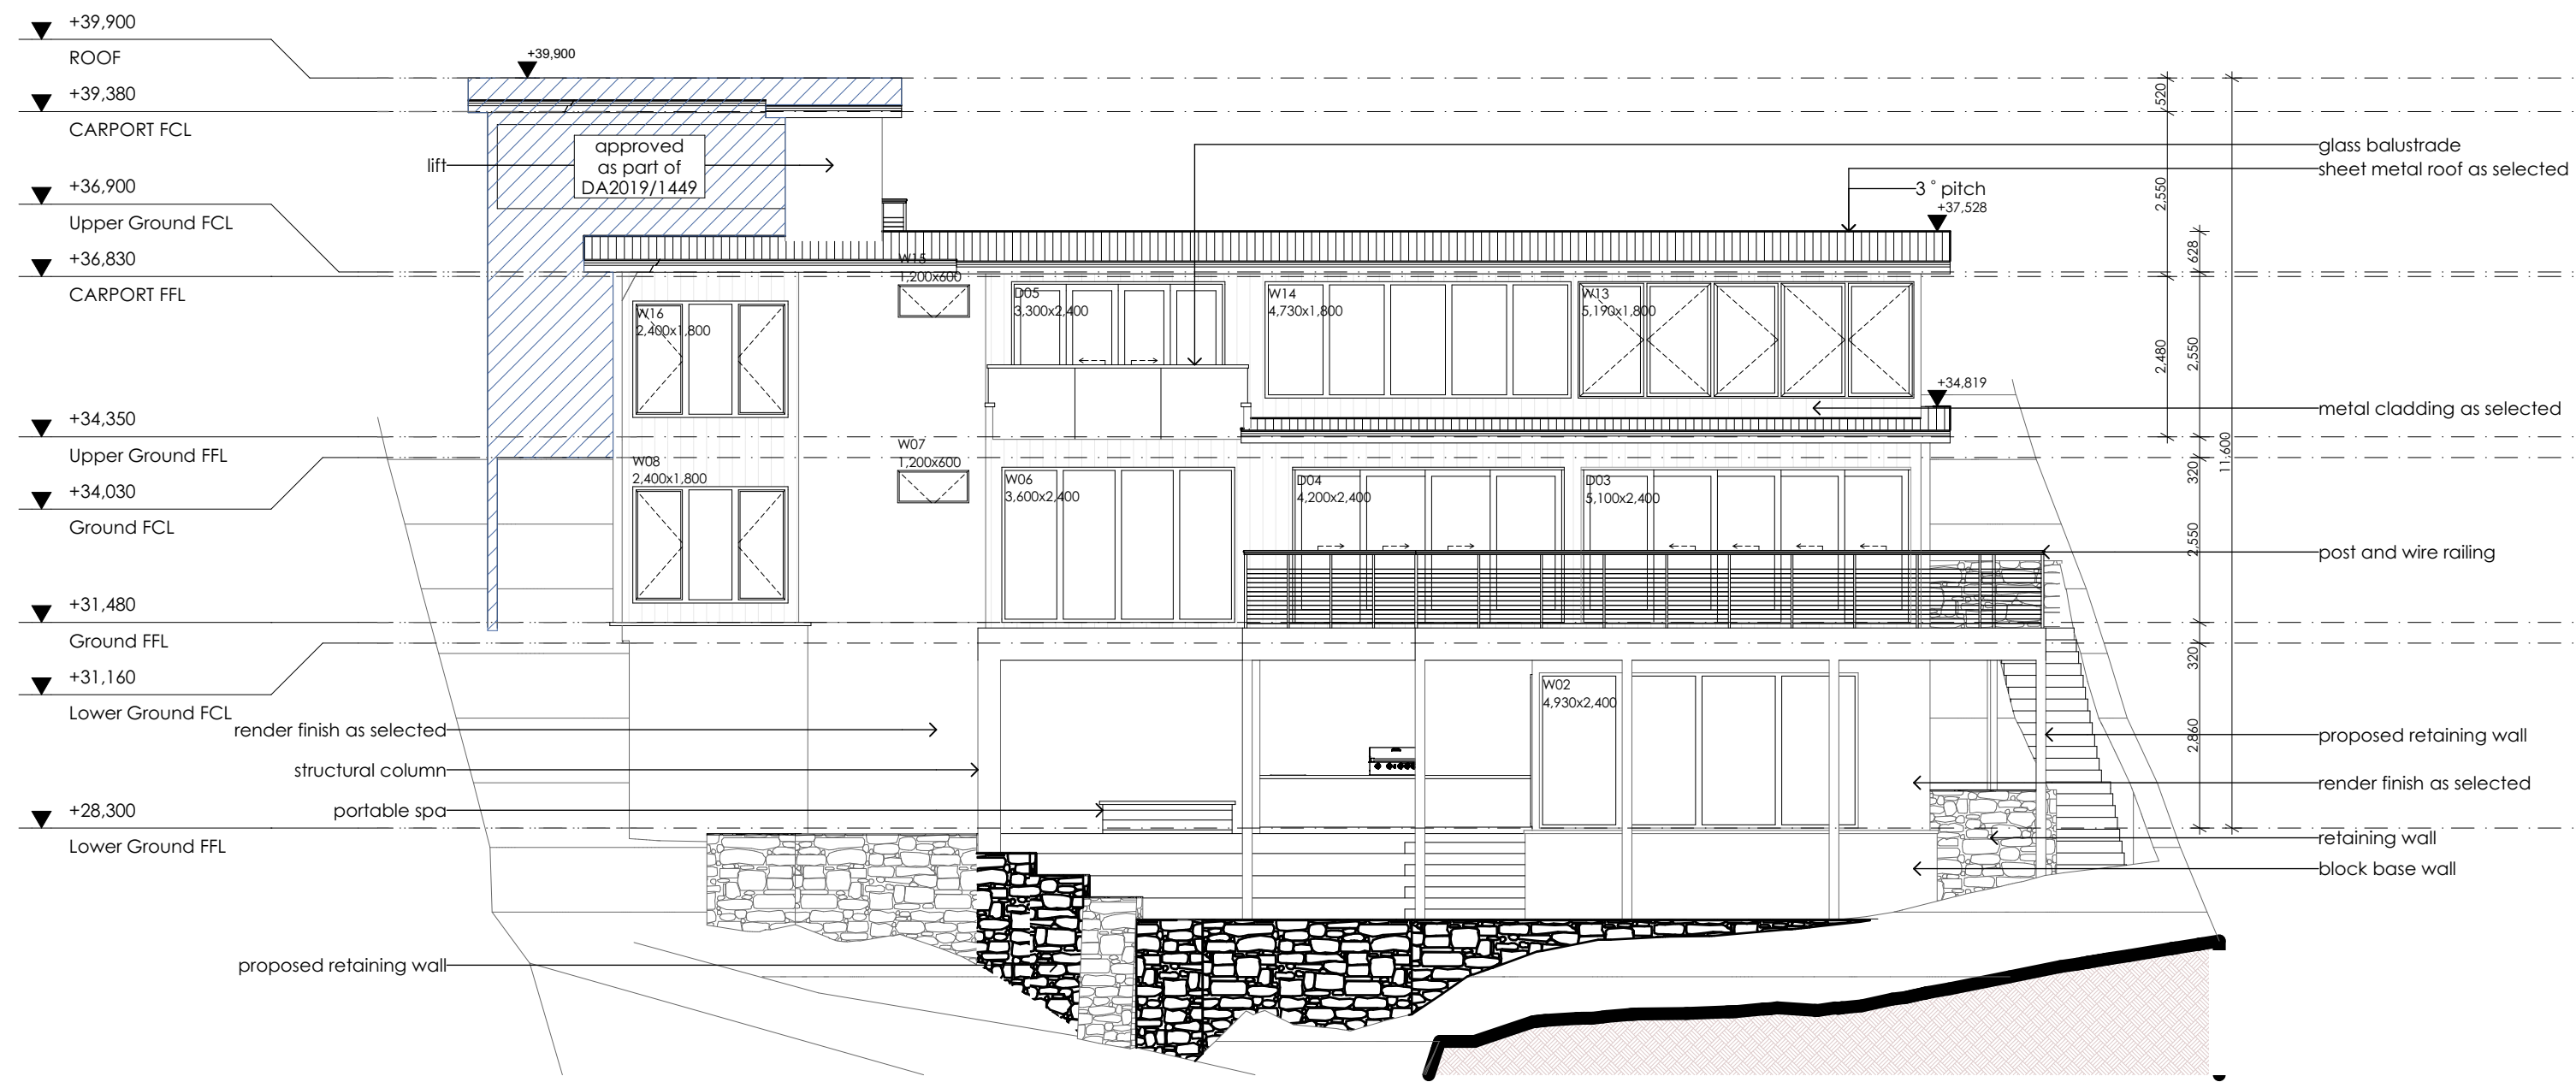 +39,900
ROOF
+39,380
CARPORT FCL
+36,900
Upper Ground FCL
+36,830
CARPORT FFL
+34,350
Upper Ground FFL
+34,030
Ground FCL
+31,480
Ground FFL
+31,160
Lower Ground FCL
+28,300
Lower Ground FFL
lift
render finish as selected
structural column
portable spa
proposed retaining wall
+39,900
approved
as part of
DA2019/1449
W16
2,400x1,800
W08
2,400x1,800
W15
1,200x600
W07
1,200x600
D05
3,300x2,400
W14
4,730x1,800
W13
5,190x1,800
W06
3,600x2,400
D04
4,200x2,400
D03
5,100x2,400
W02
4,930x2,400
3° pitch
+37,528
+34,819
520
2,550
2,480
628
2,550
320
2,550
320
2,860
11,600
glass balustrade
sheet metal roof as selected
metal cladding as selected
post and wire railing
proposed retaining wall
render finish as selected
retaining wall
block base wall